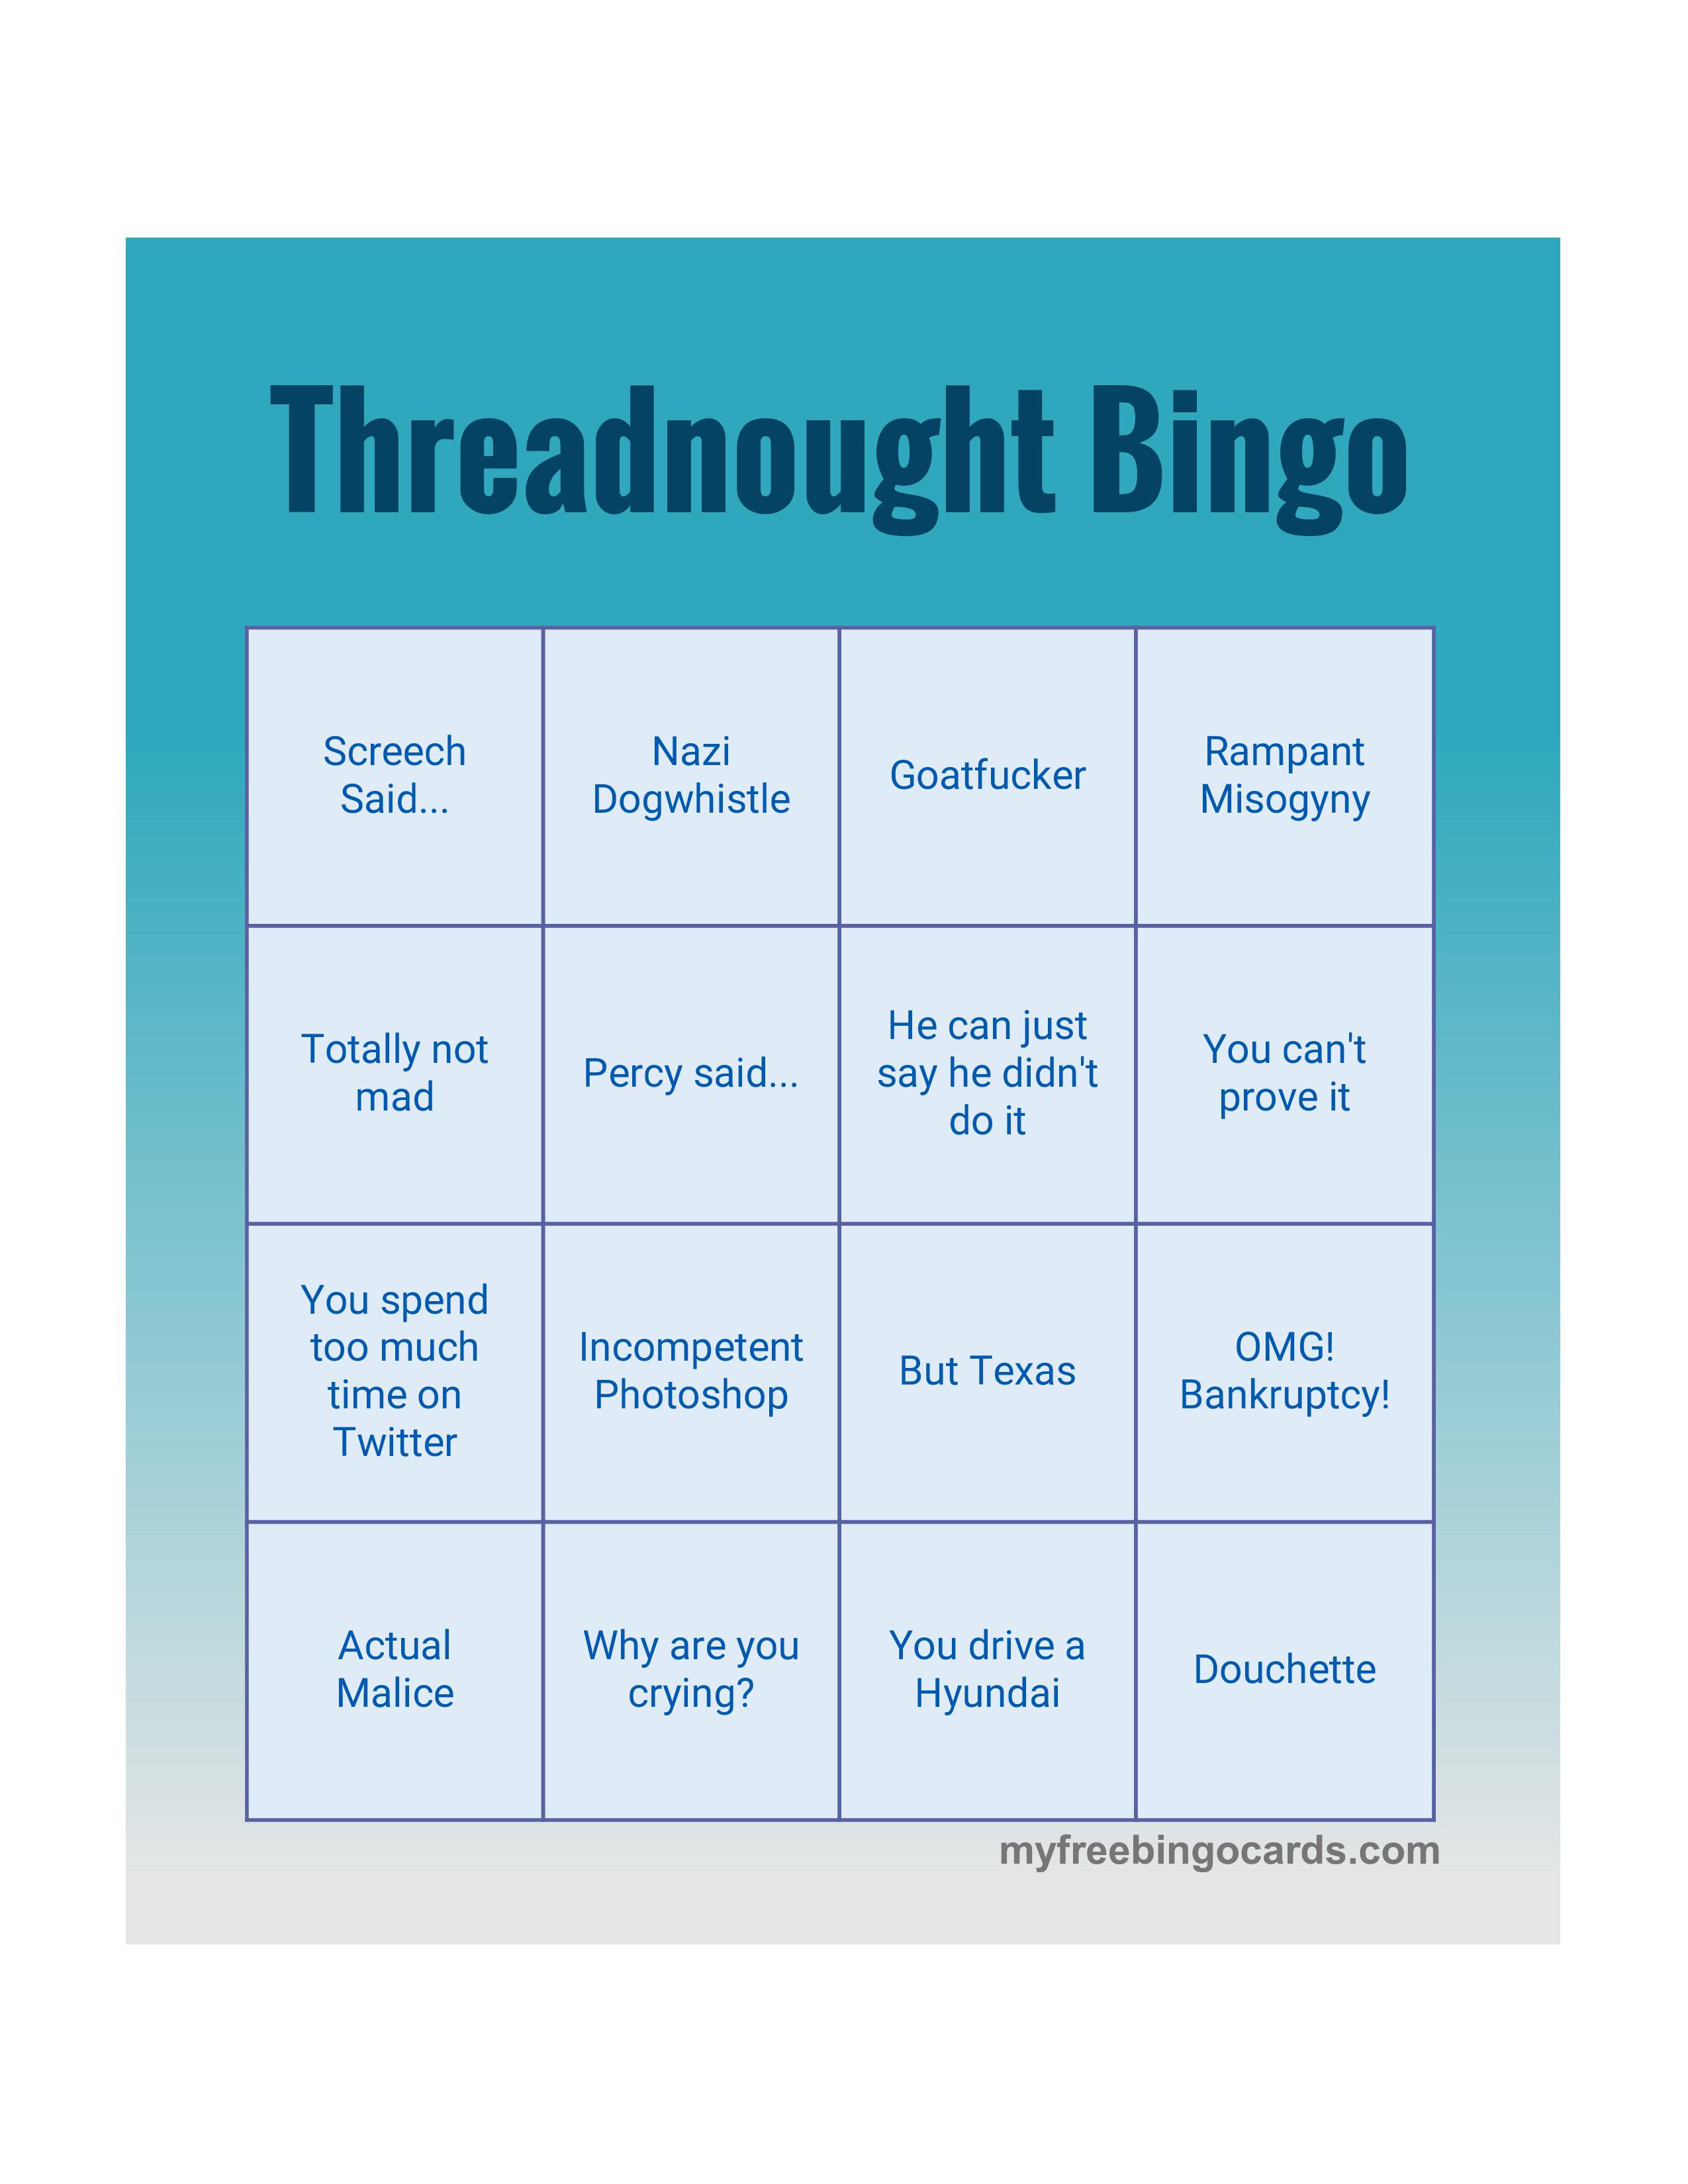 Threadnought Bingo
Screech
Said...
Nazi
Dogwhistle
Goatfucker
Rampant
Misogyny
Totally not
mad
Percy said...
He can just
say he didn't
do it
You can't
prove it
You spend
too much
time on
Twitter
Incompetent
Photoshop
But Texas
OMG!
Bankruptcy!
Actual
Malice
Why are you
crying?
You drive a
Hyundai
Douchette
myfreebingocards.com